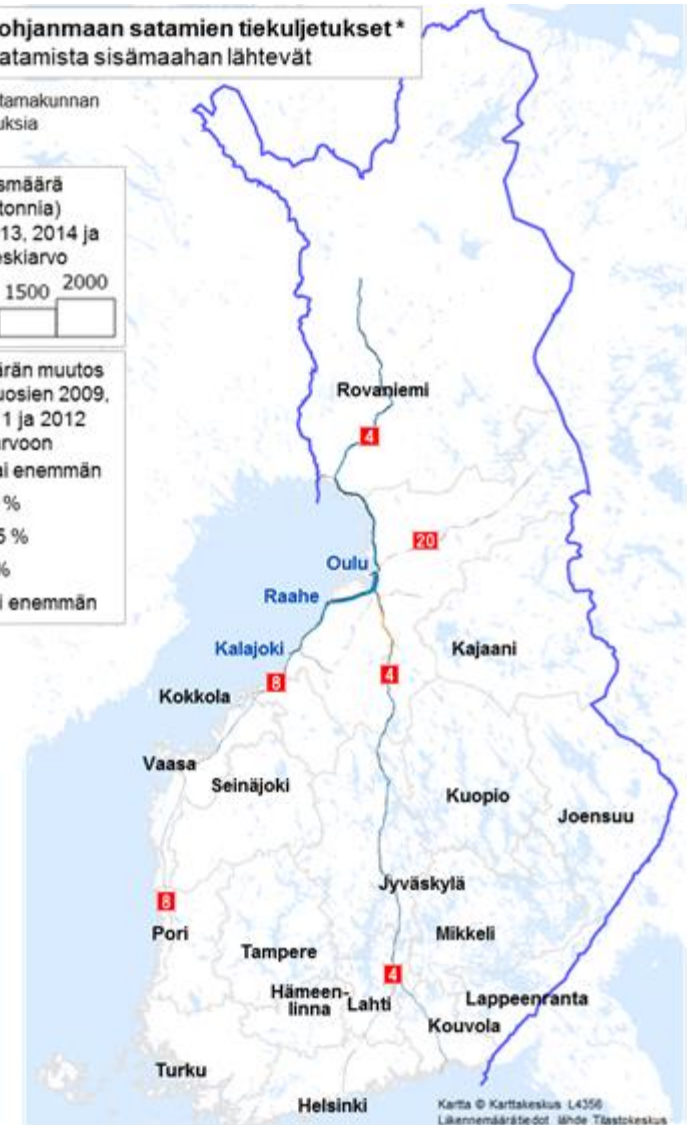 ohjanmaan satamien tiekuljetukset*
atamista sisämaahan lähtevät
tamakunnan
uksia
smäärä
tonnia)
13, 2014 ja
eskiarvo
1500 2000
ärän muutos
uosien 2009,
1 ja 2012
arvoon
ai enemmän
%
5 %
%
i enemmän
Rovaniemi
4
20
Oulu
Raahe
Kalajoki
Kajaani
8
4
Kokkola
Vaasa
Seinäjoki
Kuopio
Joensuu
Jyväskylä
8
Pori
Mikkeli
Tampere
4
Hämeen-
linna
Lahti
Lappeenranta
Kouvola
Turku
Helsinki
Kartta © Karttakeskus L4356
Liikennemäärätiedot lähde Tilastokeskus